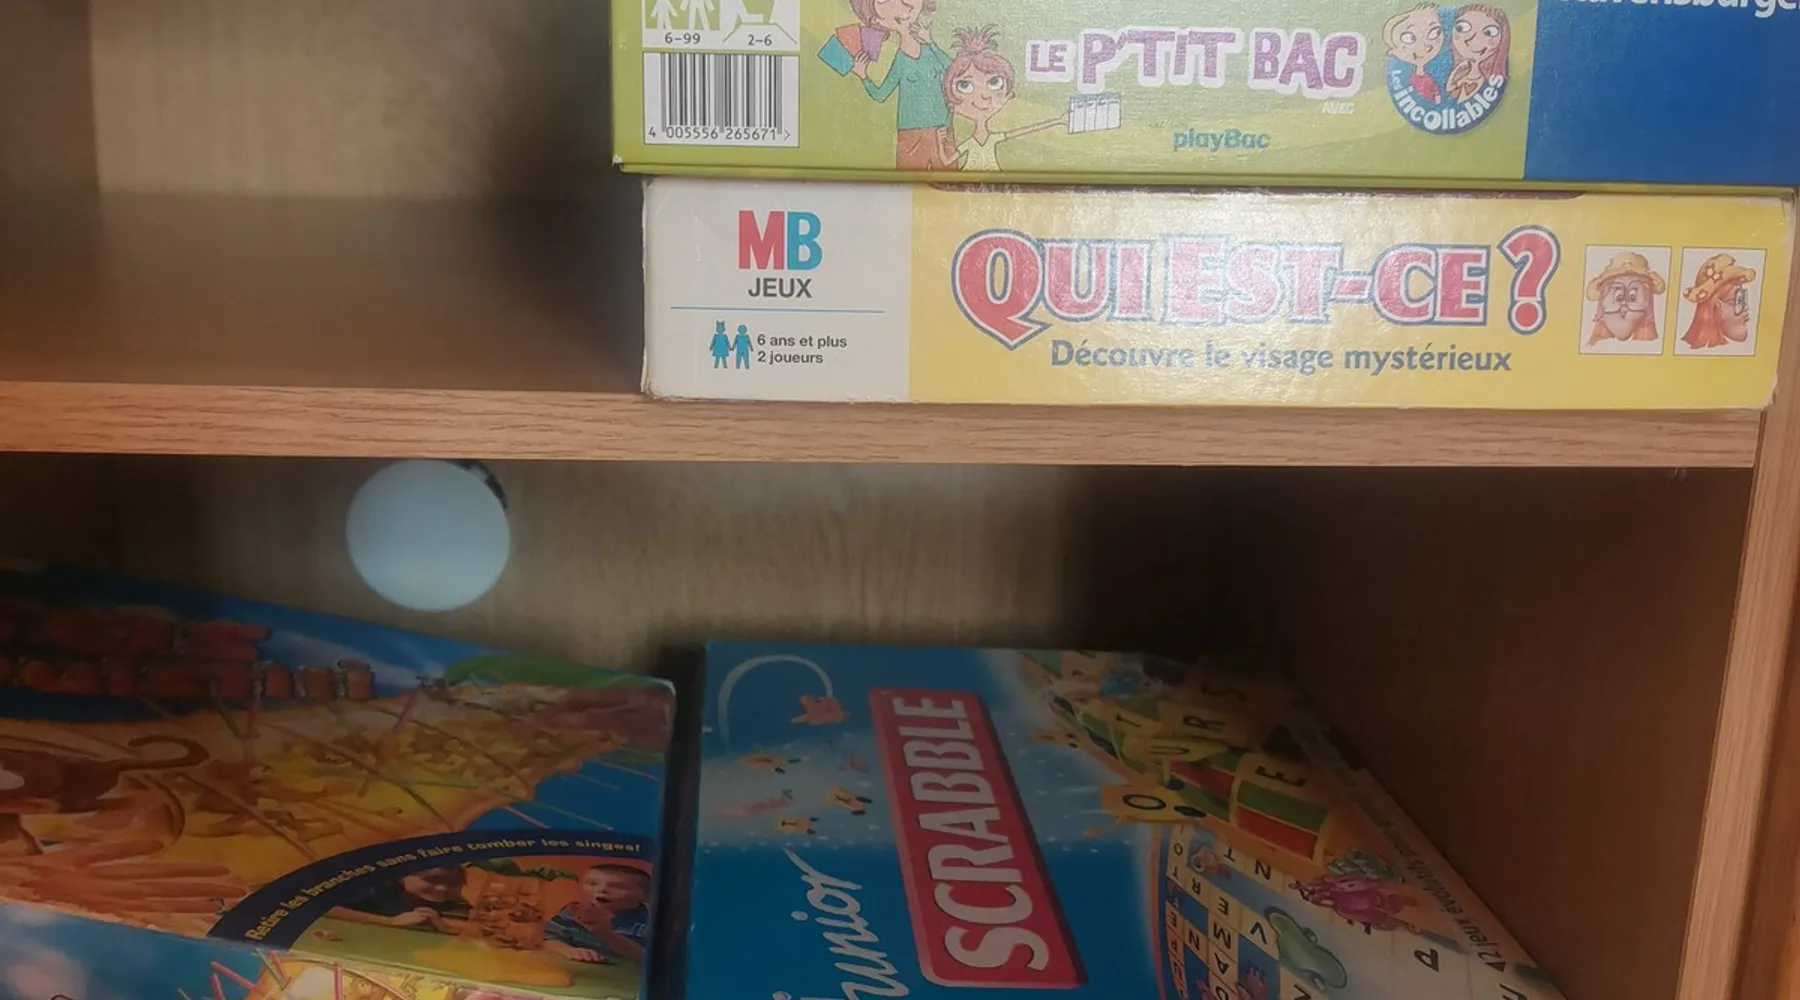 6-99
2-6
4 005556 265671 >
LE P'TIT BAC
AVEC
playBac
Les incollables
Ravensburger
MB
JEUX
6 ans et plus
2 joueurs
QUI EST-CE ?
Découvre le visage mystérieux
Retire les branches sans faire tomber les singes!
Junior
SCRABBLE